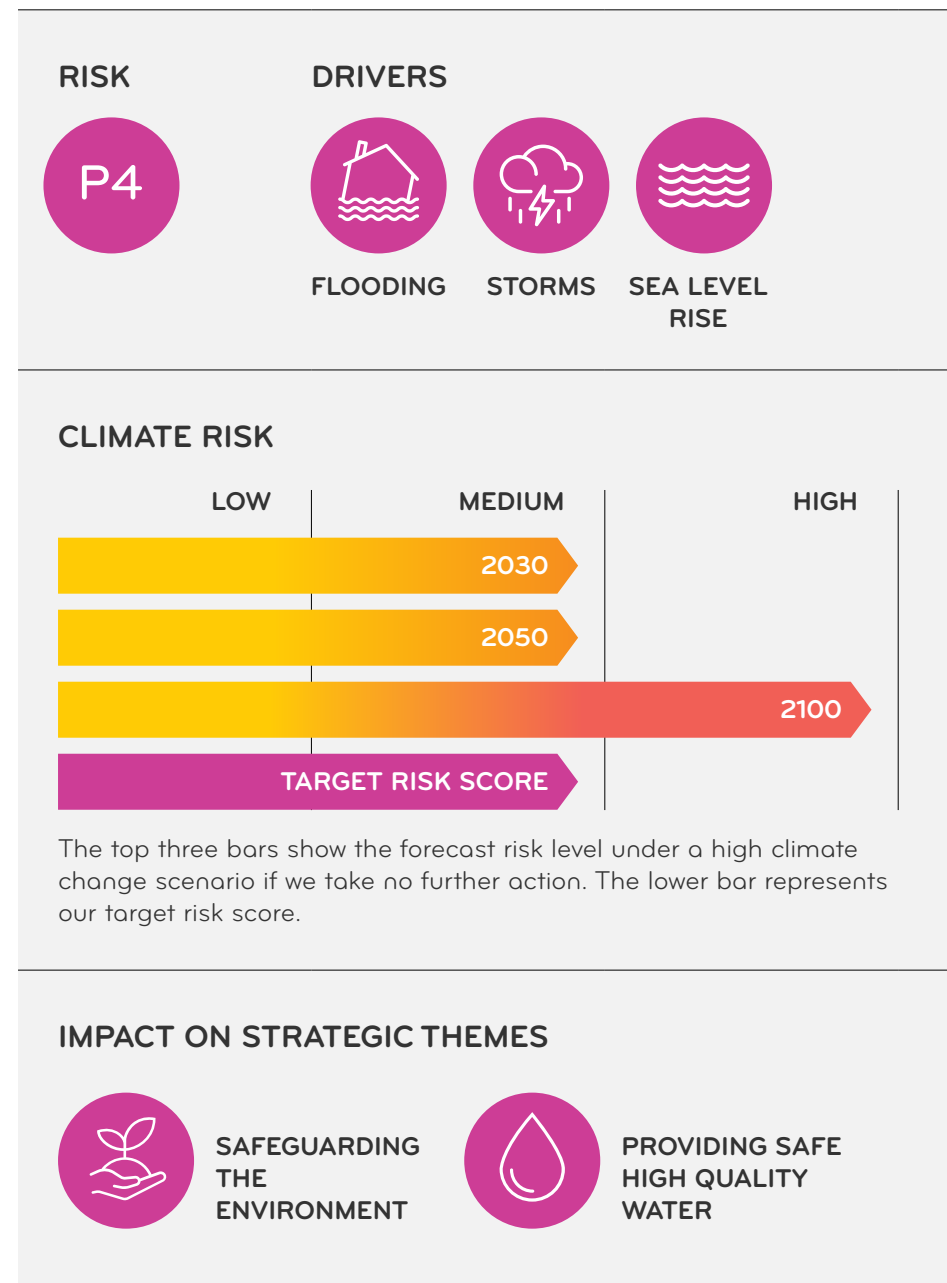 RISK
DRIVERS
P4
FLOODING
STORMS
SEA LEVEL
RISE
CLIMATE RISK
LOW
MEDIUM
HIGH
2030
2050
2100
TARGET RISK SCORE
The top three bars show the forecast risk level under a high climate
change scenario if we take no further action. The lower bar represents
our target risk score.
IMPACT ON STRATEGIC THEMES
SAFEGUARDING
THE
ENVIRONMENT
PROVIDING SAFE
HIGH QUALITY
WATER